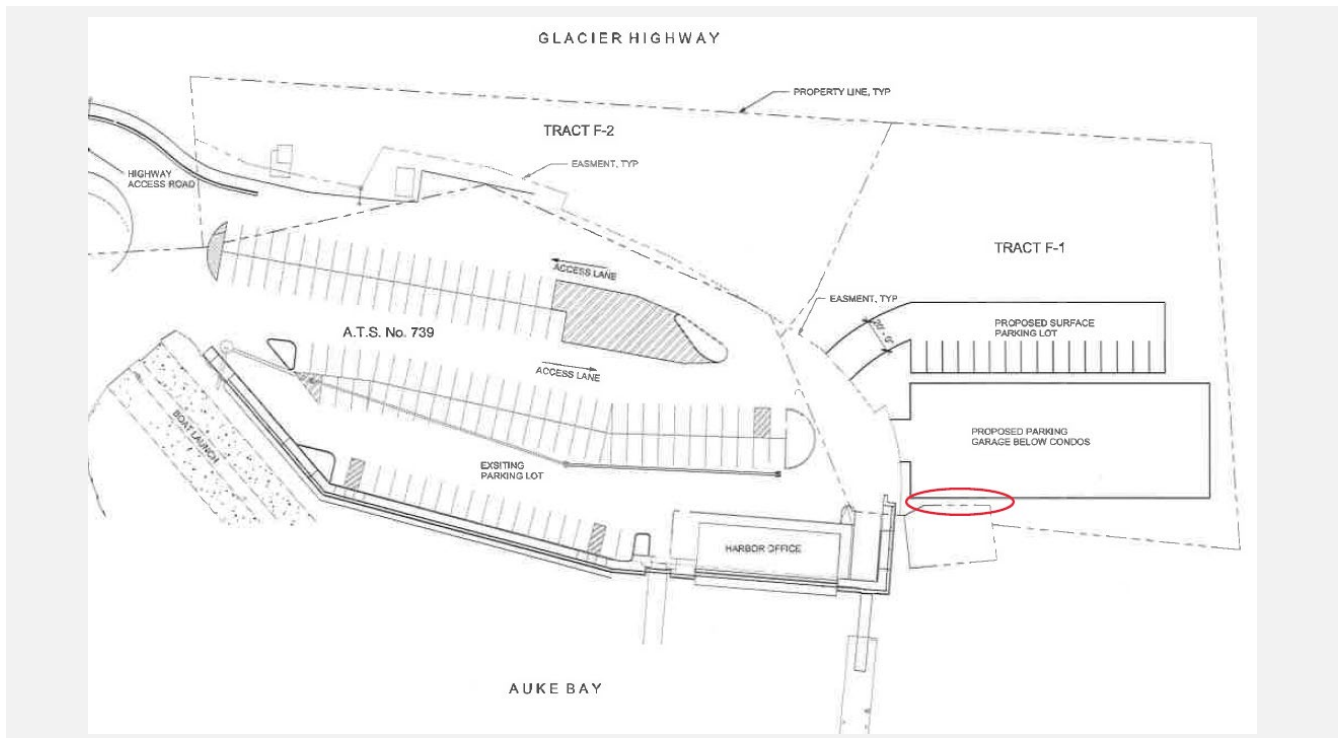 GLACIER HIGHWAY
PROPERTY LINE, TYP
TRACT F-2
EASMENT, TYP
HIGHWAY
ACCESS ROAD
TRACT F-1
ACCESS LANE
EASMENT, TYP
A.T.S. No. 739
PROPOSED SURFACE
PARKING LOT
20'-0"
ACCESS LANE
BOAT LAUNCH
PROPOSED PARKING
GARAGE BELOW CONDOS
EXSITING
PARKING LOT
HARBOR OFFICE
AUKE BAY